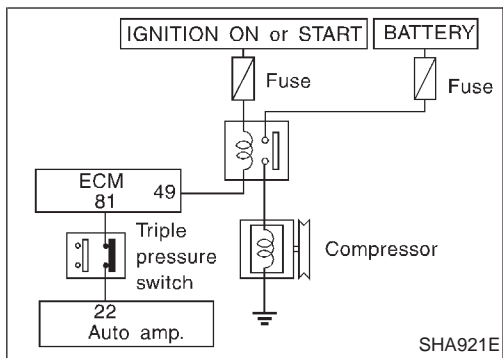 IGNITION ON or START
BATTERY
Fuse
Fuse
ECM
49
81
Triple
pressure
switch
Compressor
22
Auto amp.
SHA921E